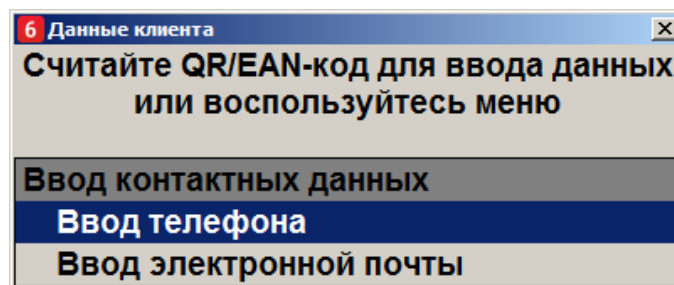 6 Данные клиента
Считайте QR/EAN-код для ввода данных
или воспользуйтесь меню
Ввод контактных данных
Ввод телефона
Ввод электронной почты